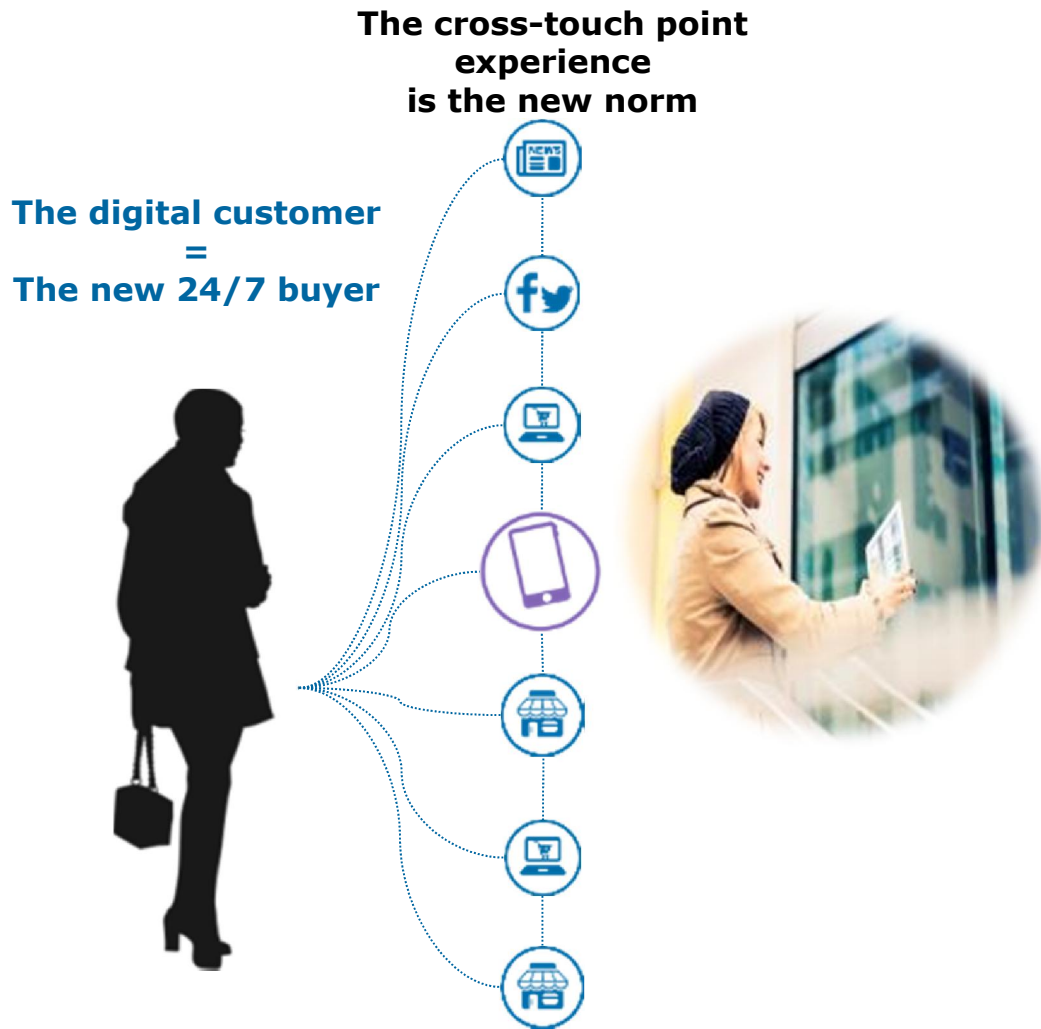 The cross-touch point
experience
is the new norm
The digital customer
=
The new 24/7 buyer
NEWS